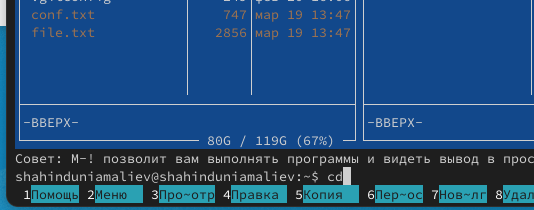 conf.txt 747 мар 19 13:47
file.txt 2856 мар 19 13:47
-ВВЕРХ- -ВВЕРХ-
80G / 119G (67%)
Совет: M-! позволит вам выполнять программы и видеть вывод в прос
shahinduniamaliev@shahinduniamaliev:~$ cd
1Помощь 2Меню 3Про~отр 4Правка 5Копия 6Пер~ос 7Нов~лг 8Удал